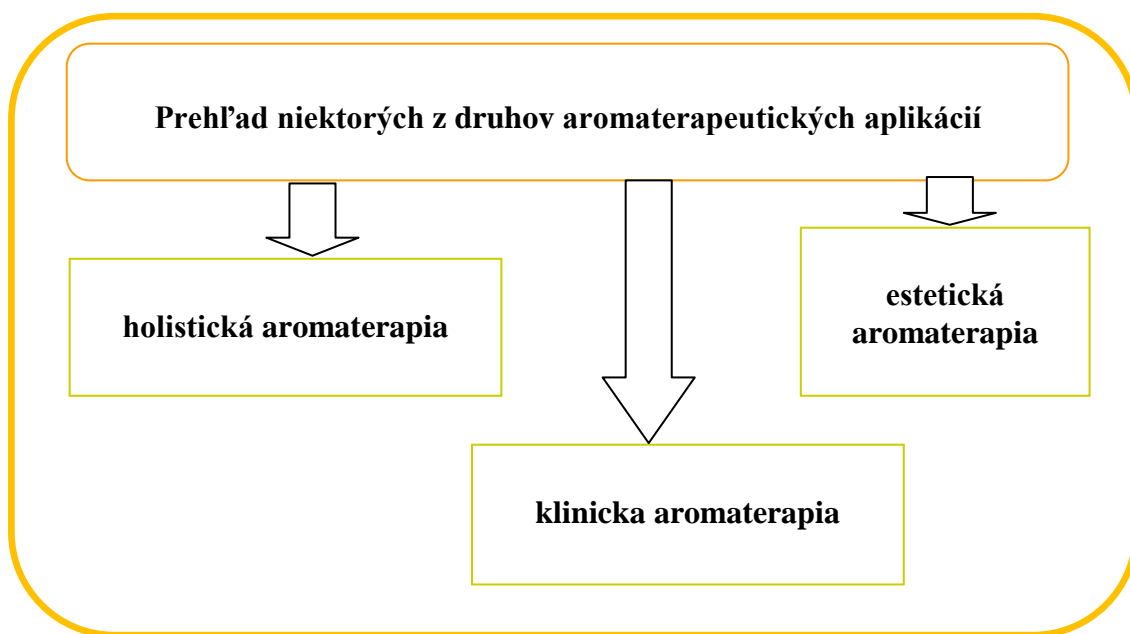 Prehľad niektorých z druhov aromaterapeutických aplikácií
holistická aromaterapia
estetická
aromaterapia
klinicka aromaterapia